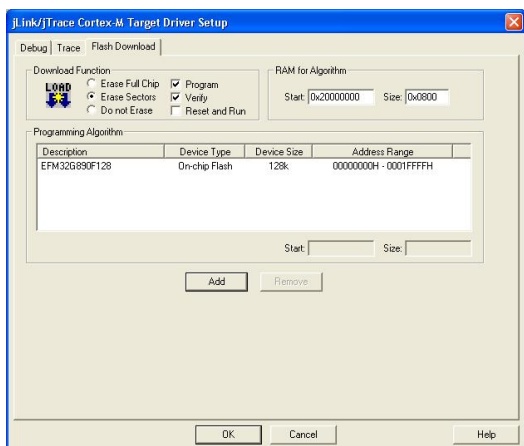 jLink/jTrace Cortex-M Target Driver Setup
Debug Trace Flash Download
Download Function
LOAD
Erase Full Chip
Erase Sectors
Do not Erase
Program
Verify
Reset and Run
RAM for Algorithm
Start: 0x20000000 Size: 0x0800
Programming Algorithm
Description Device Type Device Size Address Range
EFM32G890F128 On-chip Flash 128k 00000000H - 0001FFFFH
Start: Size:
Add Remove
OK Cancel Help